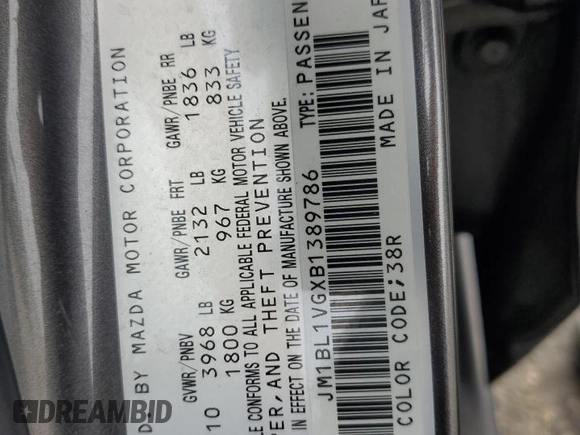 D BY MAZDA MOTOR CORPORATION
GVWR/PNBV GAWR/PNBE FRT GAWR/PNBE RR
10 3968 LB 2132 LB 1836 LB
1800 KG 967 KG 833 KG
LE CONFORMS TO ALL APPLICABLE FEDERAL MOTOR VEHICLE SAFETY
PER, AND THEFT PREVENTION
IN EFFECT ON THE DATE OF MANUFACTURE SHOWN ABOVE.
JM1BL1VGXB1389786 TYPE: PASSEN
COLOR CODE;38R MADE IN JAP
DREAMBID